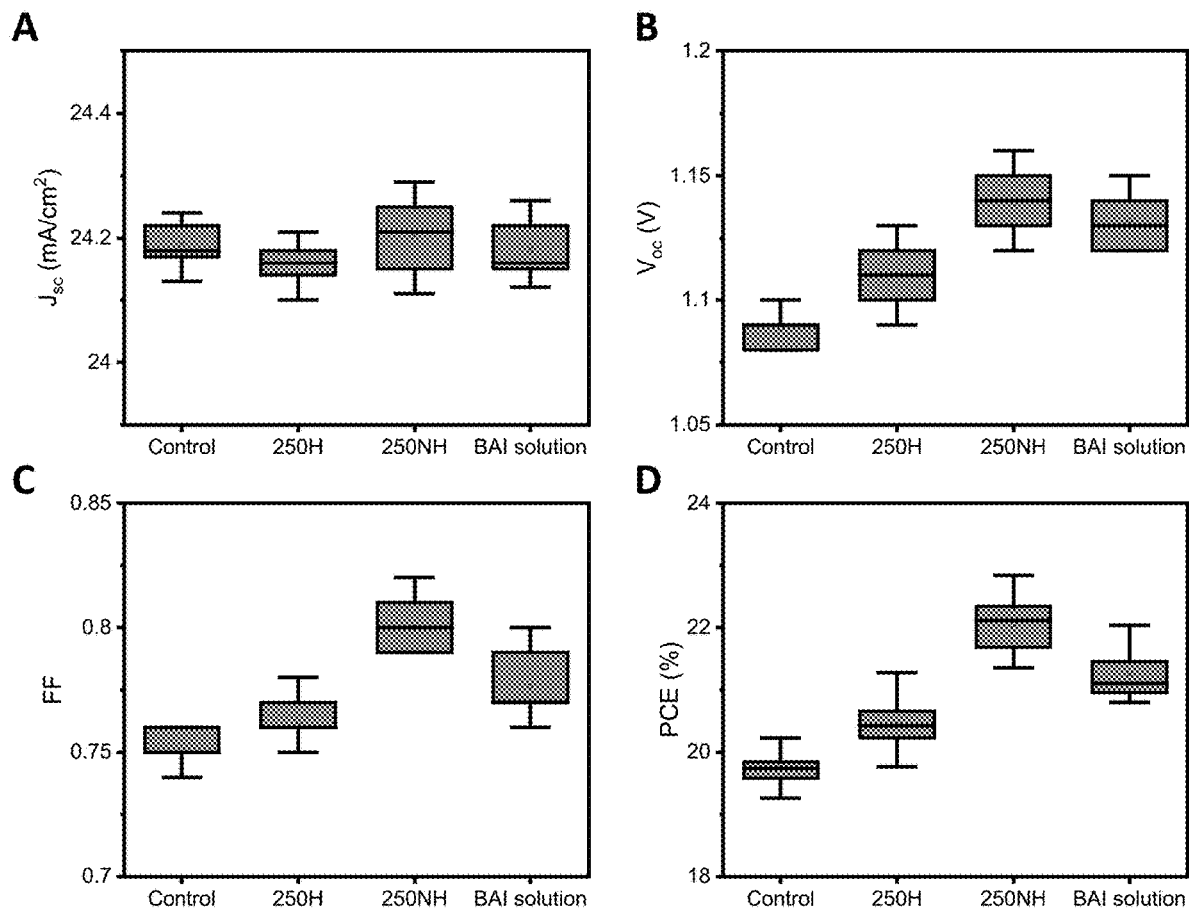 A
24.4
24.2
24
Jsc (mA/cm2)
Control 250H 250NH BAI solution
B
1.2
1.15
1.1
1.05
Voc (V)
Control 250H 250NH BAI solution
C
0.85
0.8
0.75
0.7
FF
Control 250H 250NH BAI solution
D
24
22
20
18
PCE (%)
Control 250H 250NH BAI solution